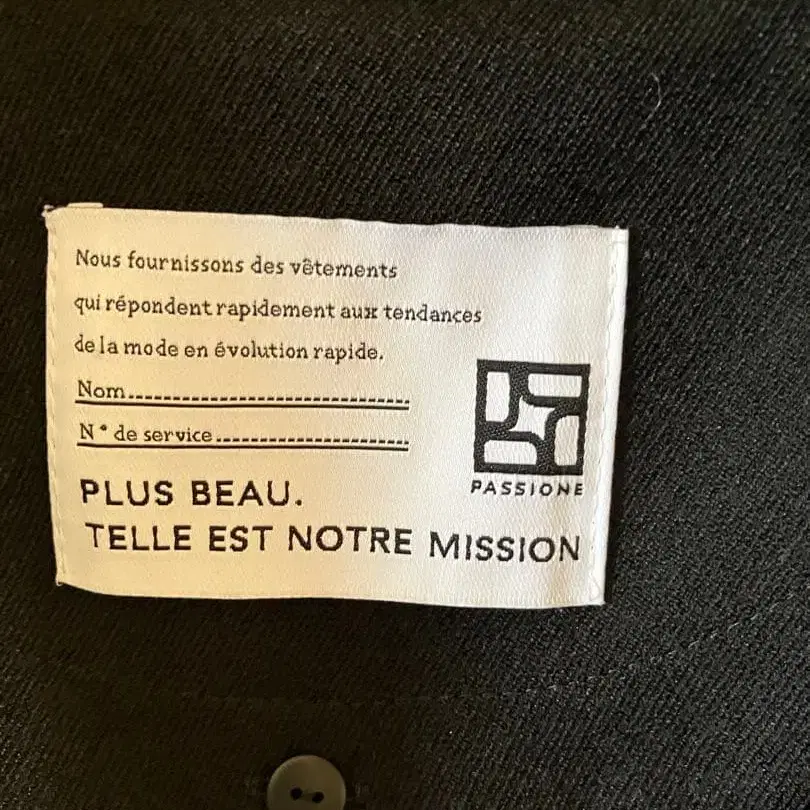 Nous fournissons des vêtements
qui répondent rapidement aux tendances
de la mode en évolution rapide.
Nom
N° de service
PASSIONE
PLUS BEAU.
TELLE EST NOTRE MISSION